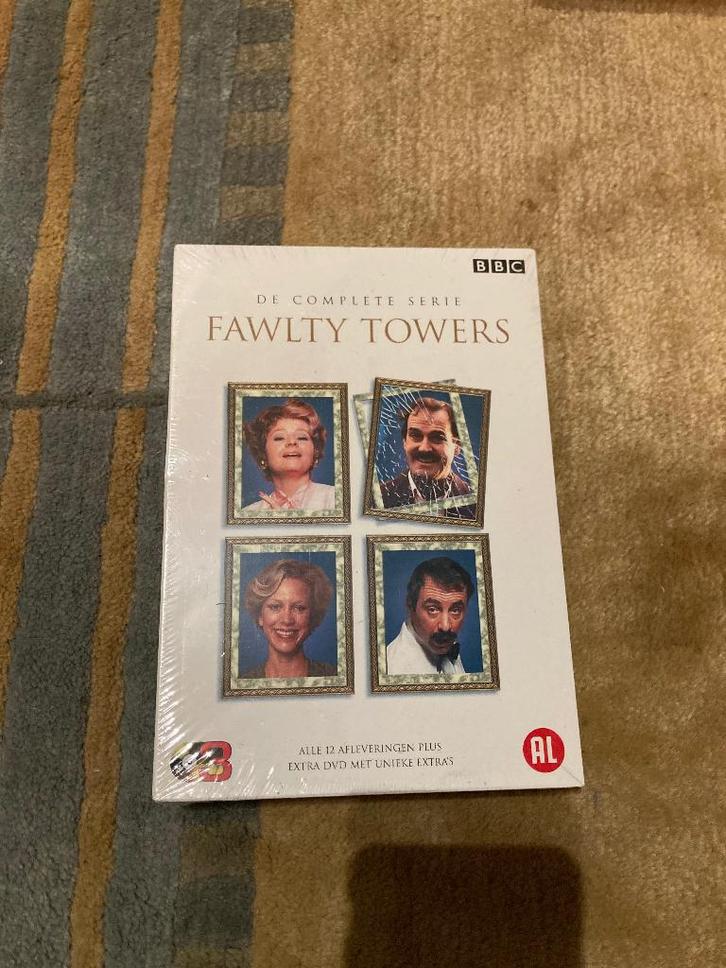 BBC
DE COMPLETE SERIE
FAWLTY TOWERS
ALLE 12 AFLEVERINGEN PLUS
EXTRA DVD MET UNIEKE EXTRA'S
AL